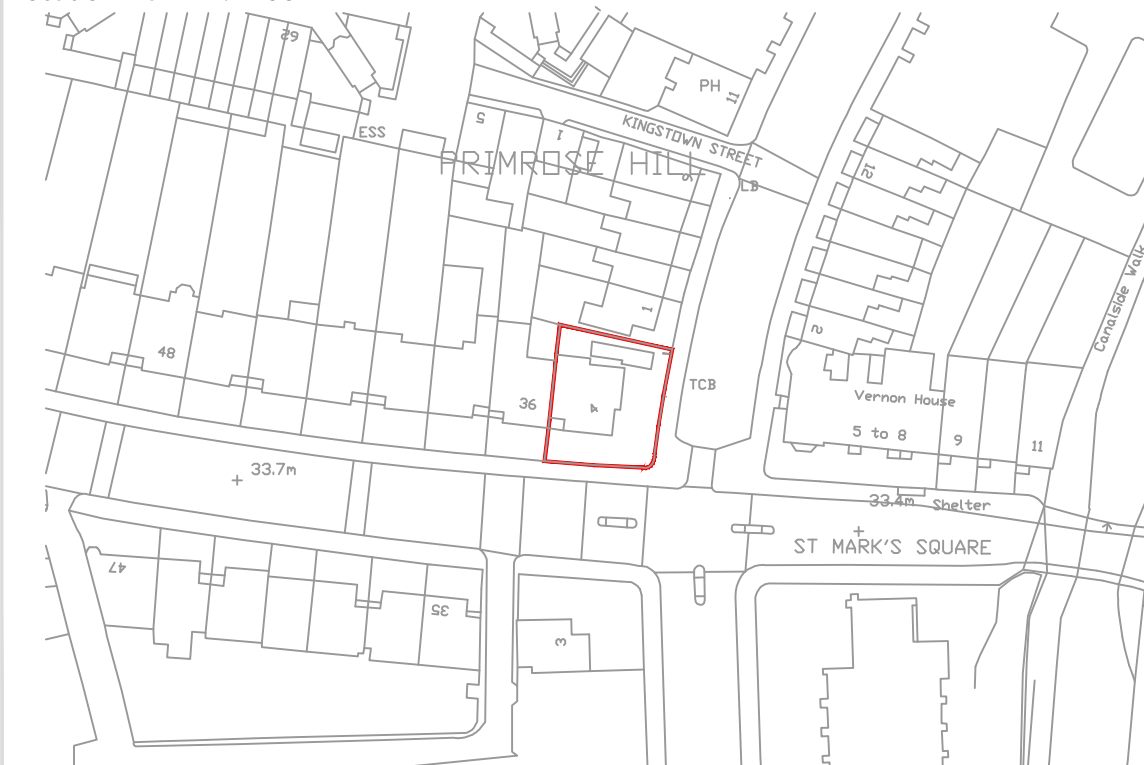 62
PH
11
KINGSTOWN STREET
5
1
ESS
PRIMROSE HILL
6
LB
12
Canalside Walk
1
2
48
TCB
36
4
Vernon House
5 to 8
9
11
33.7m
33.4m
Shelter
ST MARK'S SQUARE
47
35
3